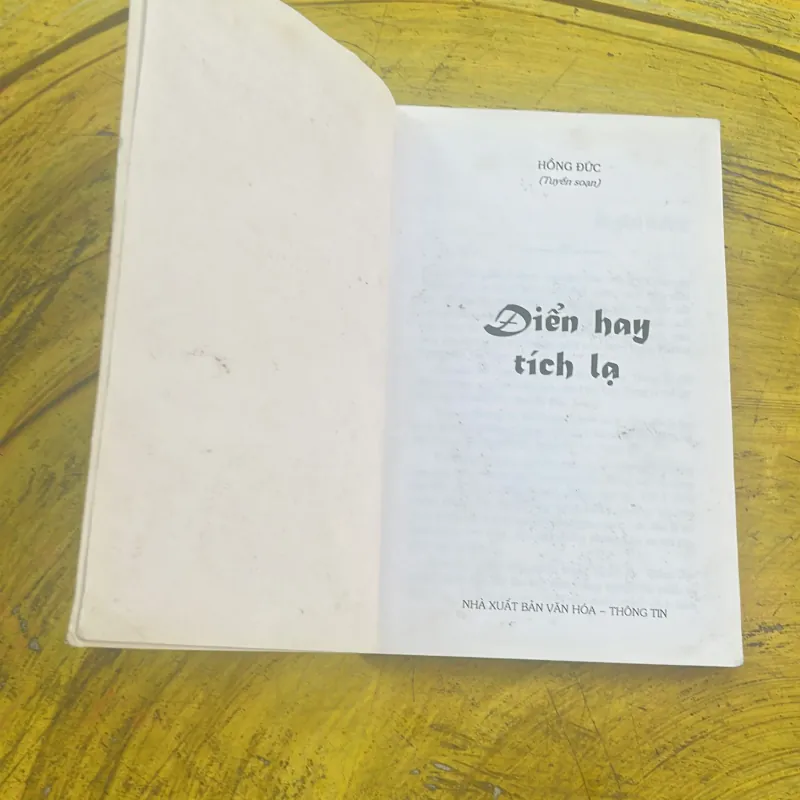 HỒNG ĐỨC
(Tuyển soạn)
Điển hay
tích lạ
NHÀ XUẤT BẢN VĂN HÓA – THÔNG TIN